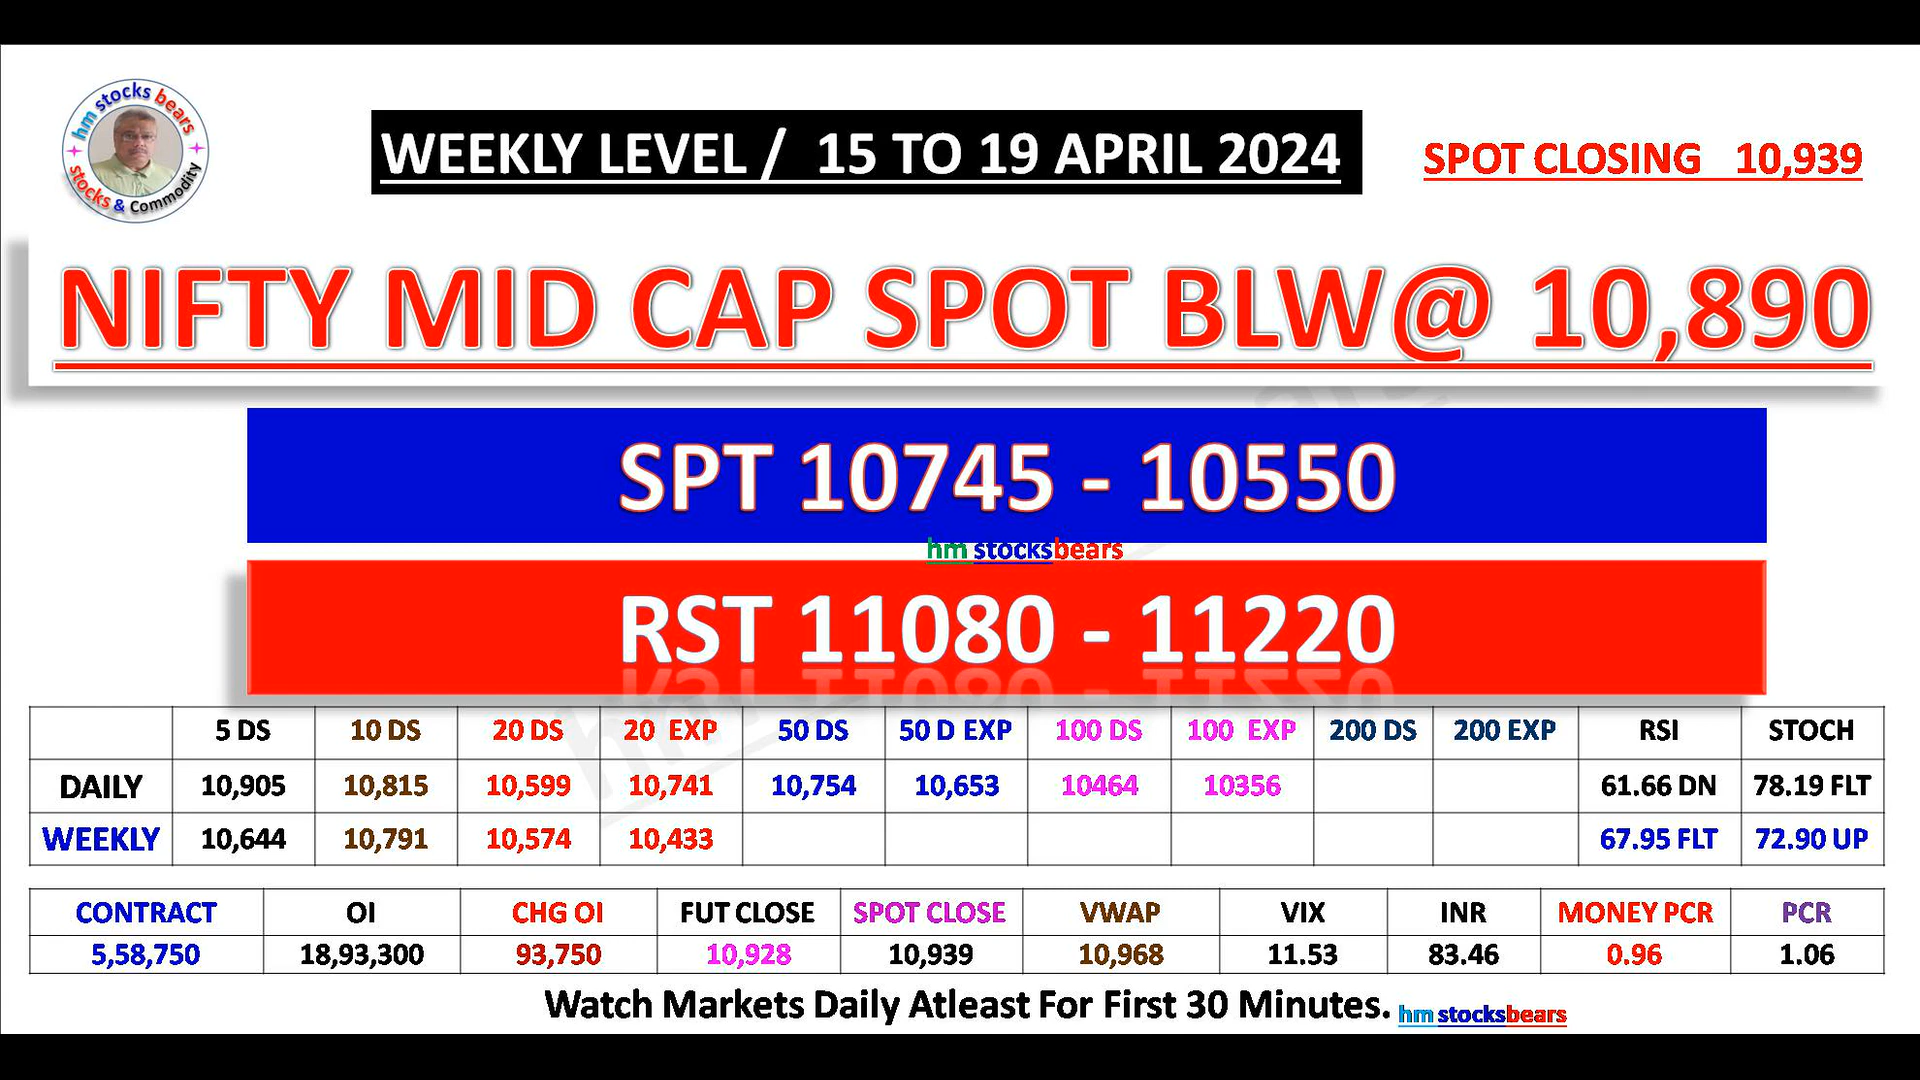 hm stocks bears
stocks & Commodity
WEEKLY LEVEL / 15 TO 19 APRIL 2024
SPOT CLOSING 10,939
NIFTY MID CAP SPOT BLW@ 10,890
SPT 10745 - 10550
hm stocksbears
RST 11080 - 11220
5 DS 10 DS 20 DS 20 EXP 50 DS 50 D EXP 100 DS 100 EXP 200 DS 200 EXP RSI STOCH
DAILY 10,905 10,815 10,599 10,741 10,754 10,653 10464 10356 61.66 DN 78.19 FLT
WEEKLY 10,644 10,791 10,574 10,433 67.95 FLT 72.90 UP
CONTRACT OI CHG OI FUT CLOSE SPOT CLOSE VWAP VIX INR MONEY PCR PCR
5,58,750 18,93,300 93,750 10,928 10,939 10,968 11.53 83.46 0.96 1.06
Watch Markets Daily Atleast For First 30 Minutes. hm stocksbears